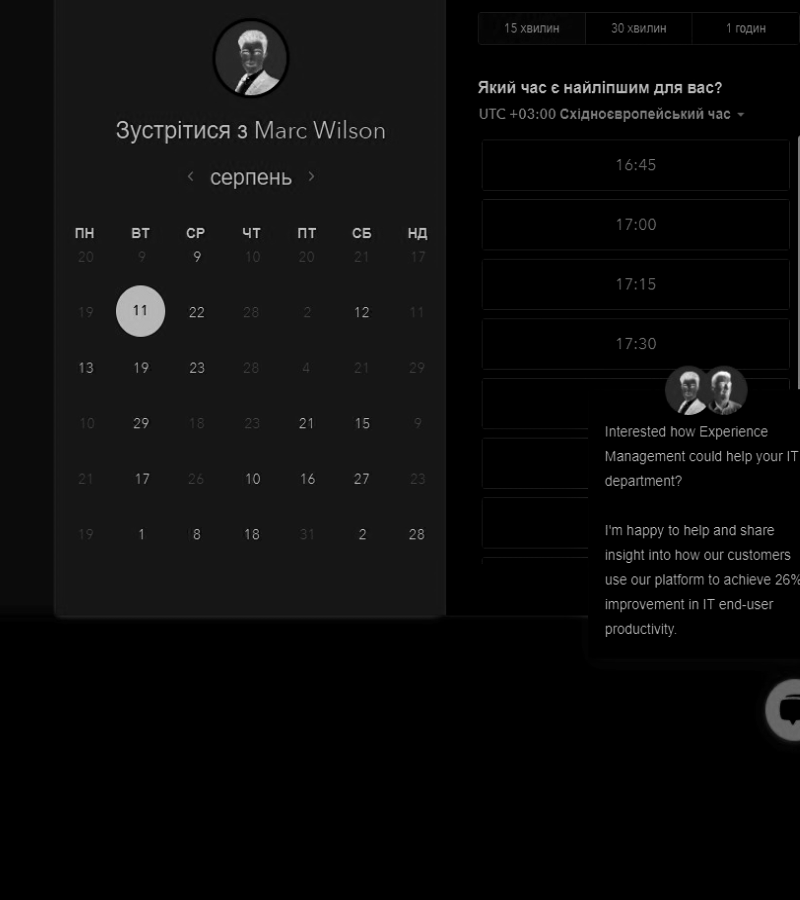 Зустрітися з Marc Wilson
серпень
ПН ВТ СР ЧТ ПТ СБ НД
20 9 9 10 20 21 17
19 11 22 28 2 12 11
13 19 23 28 4 21 29
10 29 18 23 21 15 9
21 17 26 10 16 27 23
19 1 8 18 31 2 28
15 хвилин 30 хвилин 1 годин
Який час є найліпшим для вас?
UTC +03:00 Східноєвропейський час
16:45
17:00
17:15
17:30
Interested how Experience
Management could help your IT
department?
I'm happy to help and share
insight into how our customers
use our platform to achieve 26%
improvement in IT end-user
productivity.